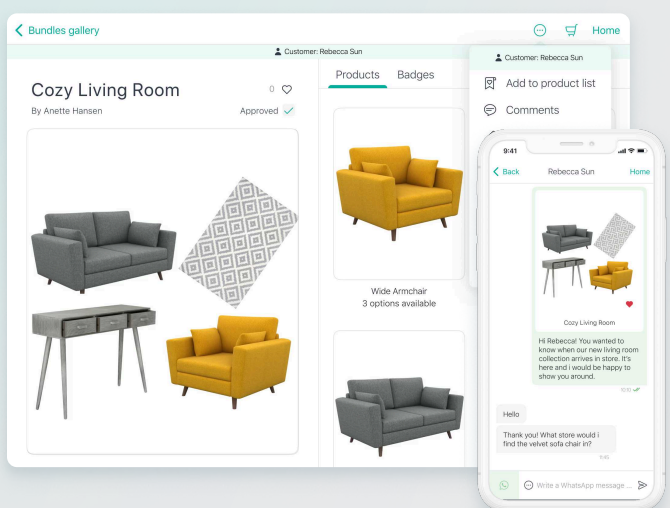 Bundles gallery
Home
Customer: Rebecca Sun
Cozy Living Room
0
By Anette Hansen
Approved
Products
Badges
Wide Armchair
3 options available
Customer: Rebecca Sun
Add to product list
Comments
9:41
Back
Rebecca Sun
Home
Cozy Living Room
Hi Rebecca! You wanted to
know when our new living room
collection arrives in store. It's
here and i would be happy to
show you around.
Hello
Thank you! What store would i
find the velvet sofa chair in?
Write a WhatsApp message ...